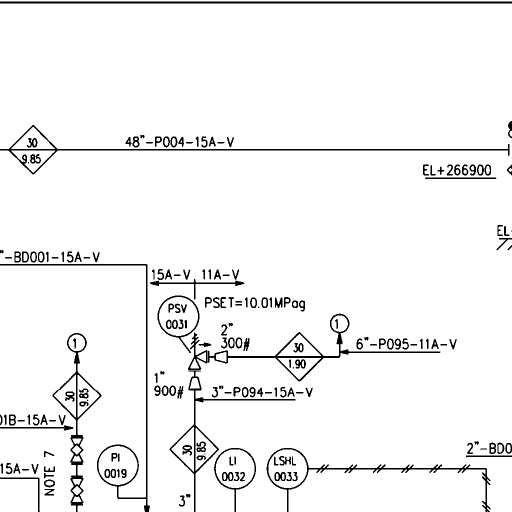 30
9.85
48"-P004-15A-V
EL+266900
EL
"-BD001-15A-V
15A-V 11A-V
PSV
0031
PSET=10.01MPag
2"
300#
1
30
1.90
6"-P095-11A-V
1
1"
900#
3"-P094-15A-V
30
9.85
01B-15A-V
NOTE 7
PI
0019
30
9.85
LI
0032
LSHL
0033
2"-BD0
15A-V
3"